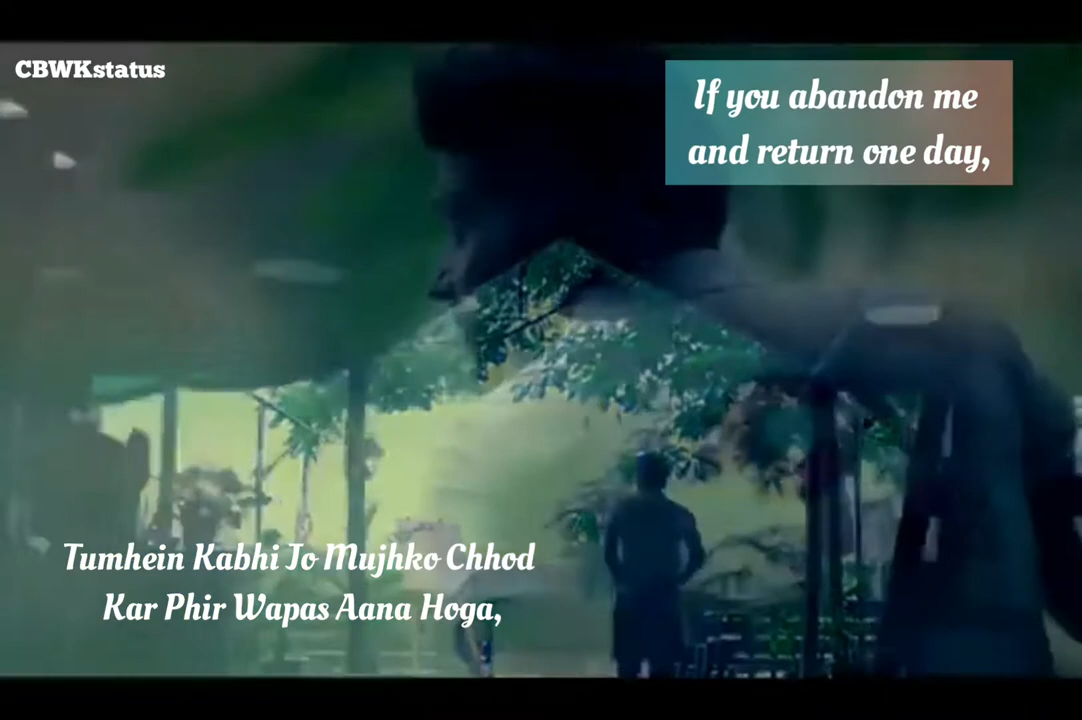 CBWKstatus
If you abandon me
and return one day,
Tumhein Kabhi Jo Mujhko Chhod
Kar Phir Wapas Aana Hoga,